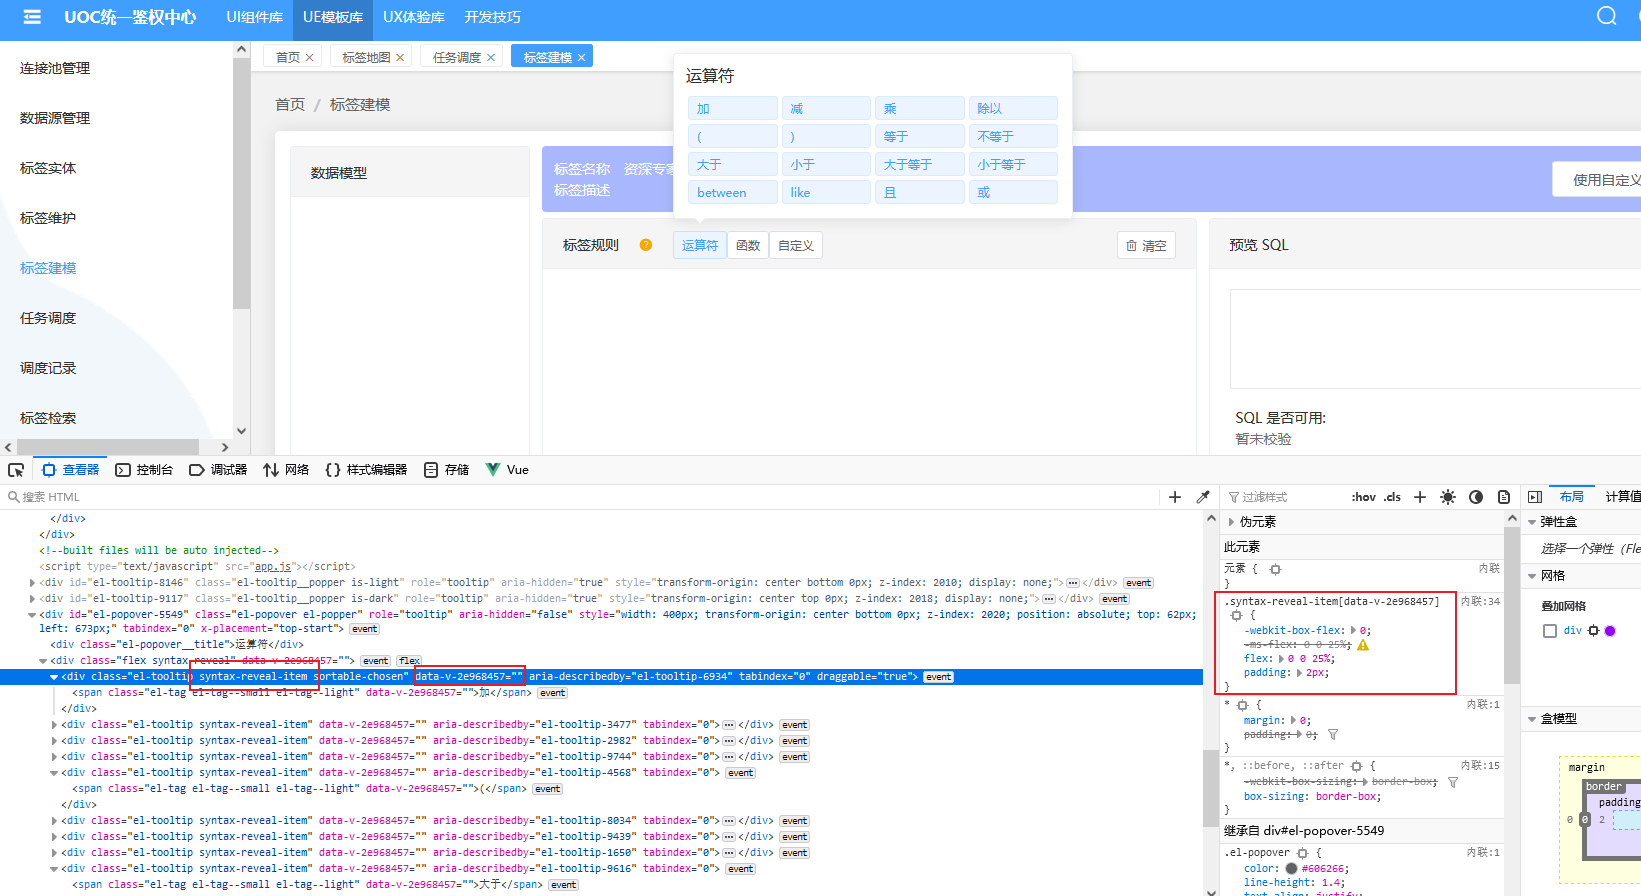 UOC统一鉴权中心 UI组件库 UE模板库 UX体验库 开发技巧
首页 标签地图 任务调度 标签建模
连接池管理
数据源管理
标签实体
标签维护
标签建模
任务调度
调度记录
标签检索
首页 / 标签建模
运算符
加 减 乘 除以
( ) 等于 不等于
大于 小于 大于等于 小于等于
between like 且 或
数据模型
标签名称 资深专家
标签描述
使用自定义
标签规则 ? 运算符 函数 自定义 清空
预览 SQL
SQL 是否可用:
暂未校验
查看器 控制台 调试器 网络 样式编辑器 存储 Vue
搜索 HTML
</div>
</div>
<!--built files will be auto injected-->
<script type="text/javascript" src="app.js"></script>
<div id="el-tooltip-8146" class="el-tooltip__popper is-light" role="tooltip" aria-hidden="true" style="transform-origin: center bottom 0px; z-index: 2010; display: none;"></div> event
<div id="el-tooltip-9117" class="el-tooltip__popper is-dark" role="tooltip" aria-hidden="true" style="transform-origin: center top 0px; z-index: 2018; display: none;"></div> event
<div id="el-popover-5549" class="el-popover el-popper" role="tooltip" aria-hidden="false" style="width: 400px; transform-origin: center bottom 0px; z-index: 2020; position: absolute; top: 62px;
left: 673px;" tabindex="0" x-placement="top-start"> event
<div class="el-popover__title">运算符</div>
<div class="flex syntax-reveal" data-v-2e968457=""> event flex
<div class="el-tooltip syntax-reveal-item sortable-chosen" data-v-2e968457="" aria-describedby="el-tooltip-6934" tabindex="0" draggable="true"> event
<span class="el-tag el-tag--small el-tag--light" data-v-2e968457="">加</span> event
</div>
<div class="el-tooltip syntax-reveal-item" data-v-2e968457="" aria-describedby="el-tooltip-3477" tabindex="0"></div> event
<div class="el-tooltip syntax-reveal-item" data-v-2e968457="" aria-describedby="el-tooltip-2982" tabindex="0"></div> event
<div class="el-tooltip syntax-reveal-item" data-v-2e968457="" aria-describedby="el-tooltip-9744" tabindex="0"></div> event
<div class="el-tooltip syntax-reveal-item" data-v-2e968457="" aria-describedby="el-tooltip-4568" tabindex="0"> event
<span class="el-tag el-tag--small el-tag--light" data-v-2e968457="">(</span> event
</div>
<div class="el-tooltip syntax-reveal-item" data-v-2e968457="" aria-describedby="el-tooltip-8034" tabindex="0"></div> event
<div class="el-tooltip syntax-reveal-item" data-v-2e968457="" aria-describedby="el-tooltip-9439" tabindex="0"></div> event
<div class="el-tooltip syntax-reveal-item" data-v-2e968457="" aria-describedby="el-tooltip-1650" tabindex="0"></div> event
<div class="el-tooltip syntax-reveal-item" data-v-2e968457="" aria-describedby="el-tooltip-9616" tabindex="0"> event
<span class="el-tag el-tag--small el-tag--light" data-v-2e968457="">大于</span> event
过滤样式 :hov .cls
伪元素
此元素
元素 { 内联
}
.syntax-reveal-item[data-v-2e968457] 内联:34
{
-webkit-box-flex: 0;
-ms-flex: 0 0 25%;
flex: 0 0 25%;
padding: 2px;
}
* { 内联:1
margin: 0;
padding: 0;
}
*, ::before, ::after { 内联:15
-webkit-box-sizing: border-box;
box-sizing: border-box;
}
继承自 div#el-popover-5549
.el-popover { 内联:1
color: #606266;
line-height: 1.4;
text-align: justify;
布局 计算值
弹性盒
选择一个弹性（Fle
网格
叠加网格
div
盒模型
margin
border
padding
0 0 2